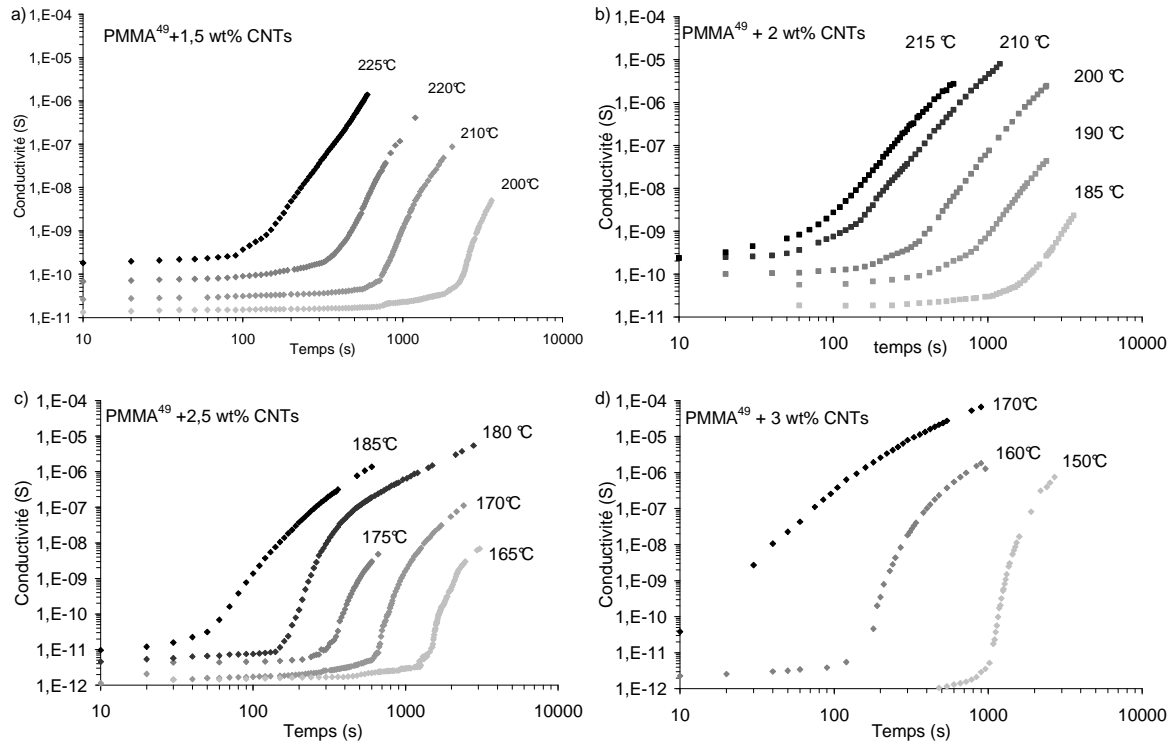 a)
PMMA49+1,5 wt% CNTs
Conductivité (S)
1,E-04
1,E-05
1,E-06
1,E-07
1,E-08
1,E-09
1,E-10
1,E-11
225°C
220°C
210°C
200°C
10
100
1000
10000
Temps (s)
b)
PMMA49 + 2 wt% CNTs
Conductivité (S)
1,E-04
1,E-05
1,E-06
1,E-07
1,E-08
1,E-09
1,E-10
1,E-11
215 °C
210 °C
200 °C
190 °C
185 °C
10
100
1000
10000
temps (s)
c)
PMMA49 +2,5 wt% CNTs
Conductivité (S)
1,E-04
1,E-05
1,E-06
1,E-07
1,E-08
1,E-09
1,E-10
1,E-11
1,E-12
185°C
180 °C
175°C
170°C
165°C
10
100
1000
10000
Temps (s)
d)
PMMA49 + 3 wt% CNTs
Conductivité (S)
1,E-04
1,E-05
1,E-06
1,E-07
1,E-08
1,E-09
1,E-10
1,E-11
1,E-12
170°C
160°C
150°C
10
100
1000
10000
Temps (s)